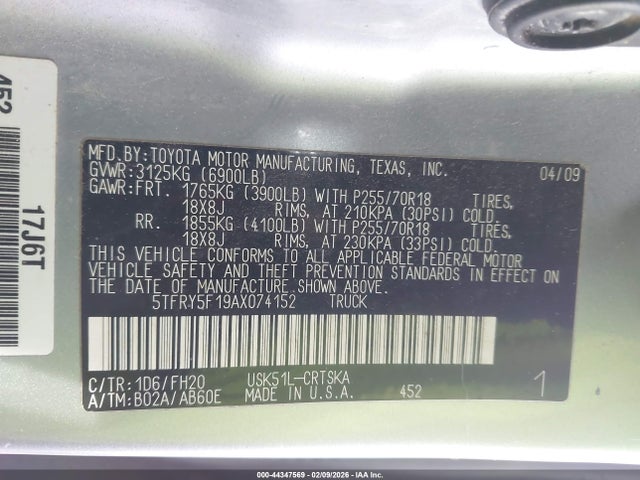 MFD.BY:TOYOTA MOTOR MANUFACTURING, TEXAS, INC. 04/09
GVWR:3125KG (6900LB)
GAWR:FRT. 1765KG (3900LB) WITH P255/70R18 TIRES,
18X8J RIMS, AT 210KPA (30PSI) COLD.
RR. 1855KG (4100LB) WITH P255/70R18 TIRES,
18X8J RIMS, AT 230KPA (33PSI) COLD.
THIS VEHICLE CONFORMS TO ALL APPLICABLE FEDERAL MOTOR
VEHICLE SAFETY AND THEFT PREVENTION STANDARDS IN EFFECT ON
THE DATE OF MANUFACTURE SHOWN ABOVE.
5TFRY5F19AX074152 TRUCK
C/TR:1D6/FH20 USK51L-CRTSKA
A/TM:B02A/AB60E MADE IN U.S.A. 452 1
452
17J6T
000-44347569 - 02/09/2026 - IAA Inc.